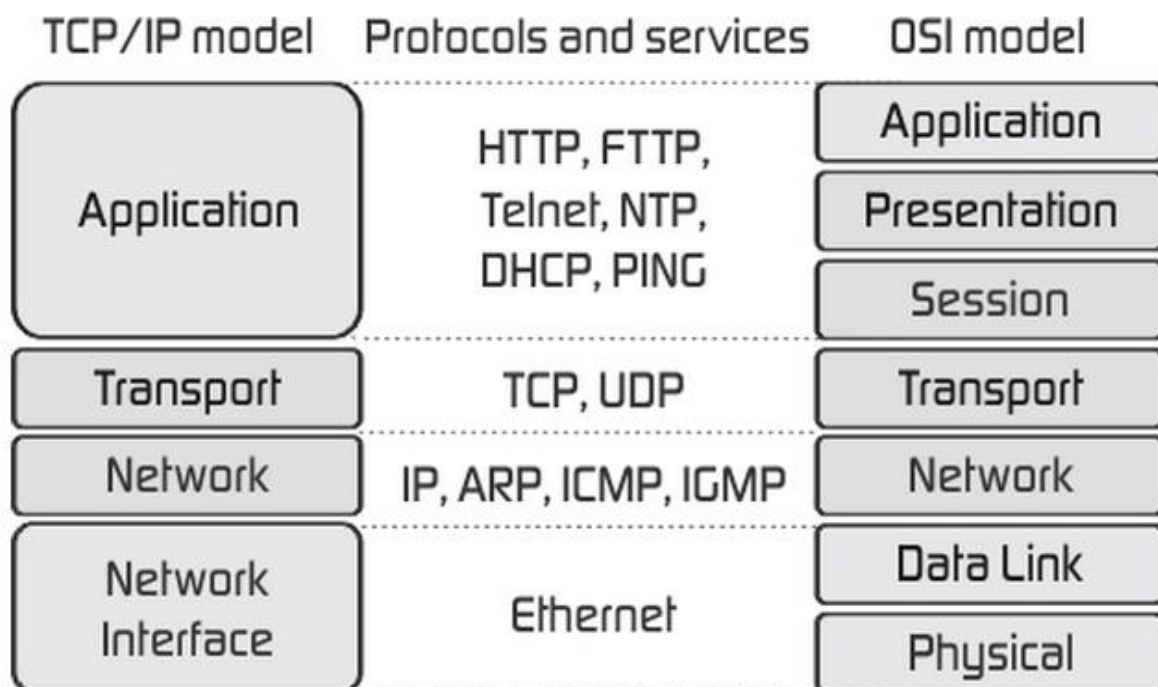 TCP/IP model
Protocols and services
OSI model
Application
HTTP, FTTP,
Telnet, NTP,
DHCP, PING
Application
Presentation
Session
Transport
TCP, UDP
Transport
Network
IP, ARP, ICMP, IGMP
Network
Network
Interface
Ethernet
Data Link
Physical